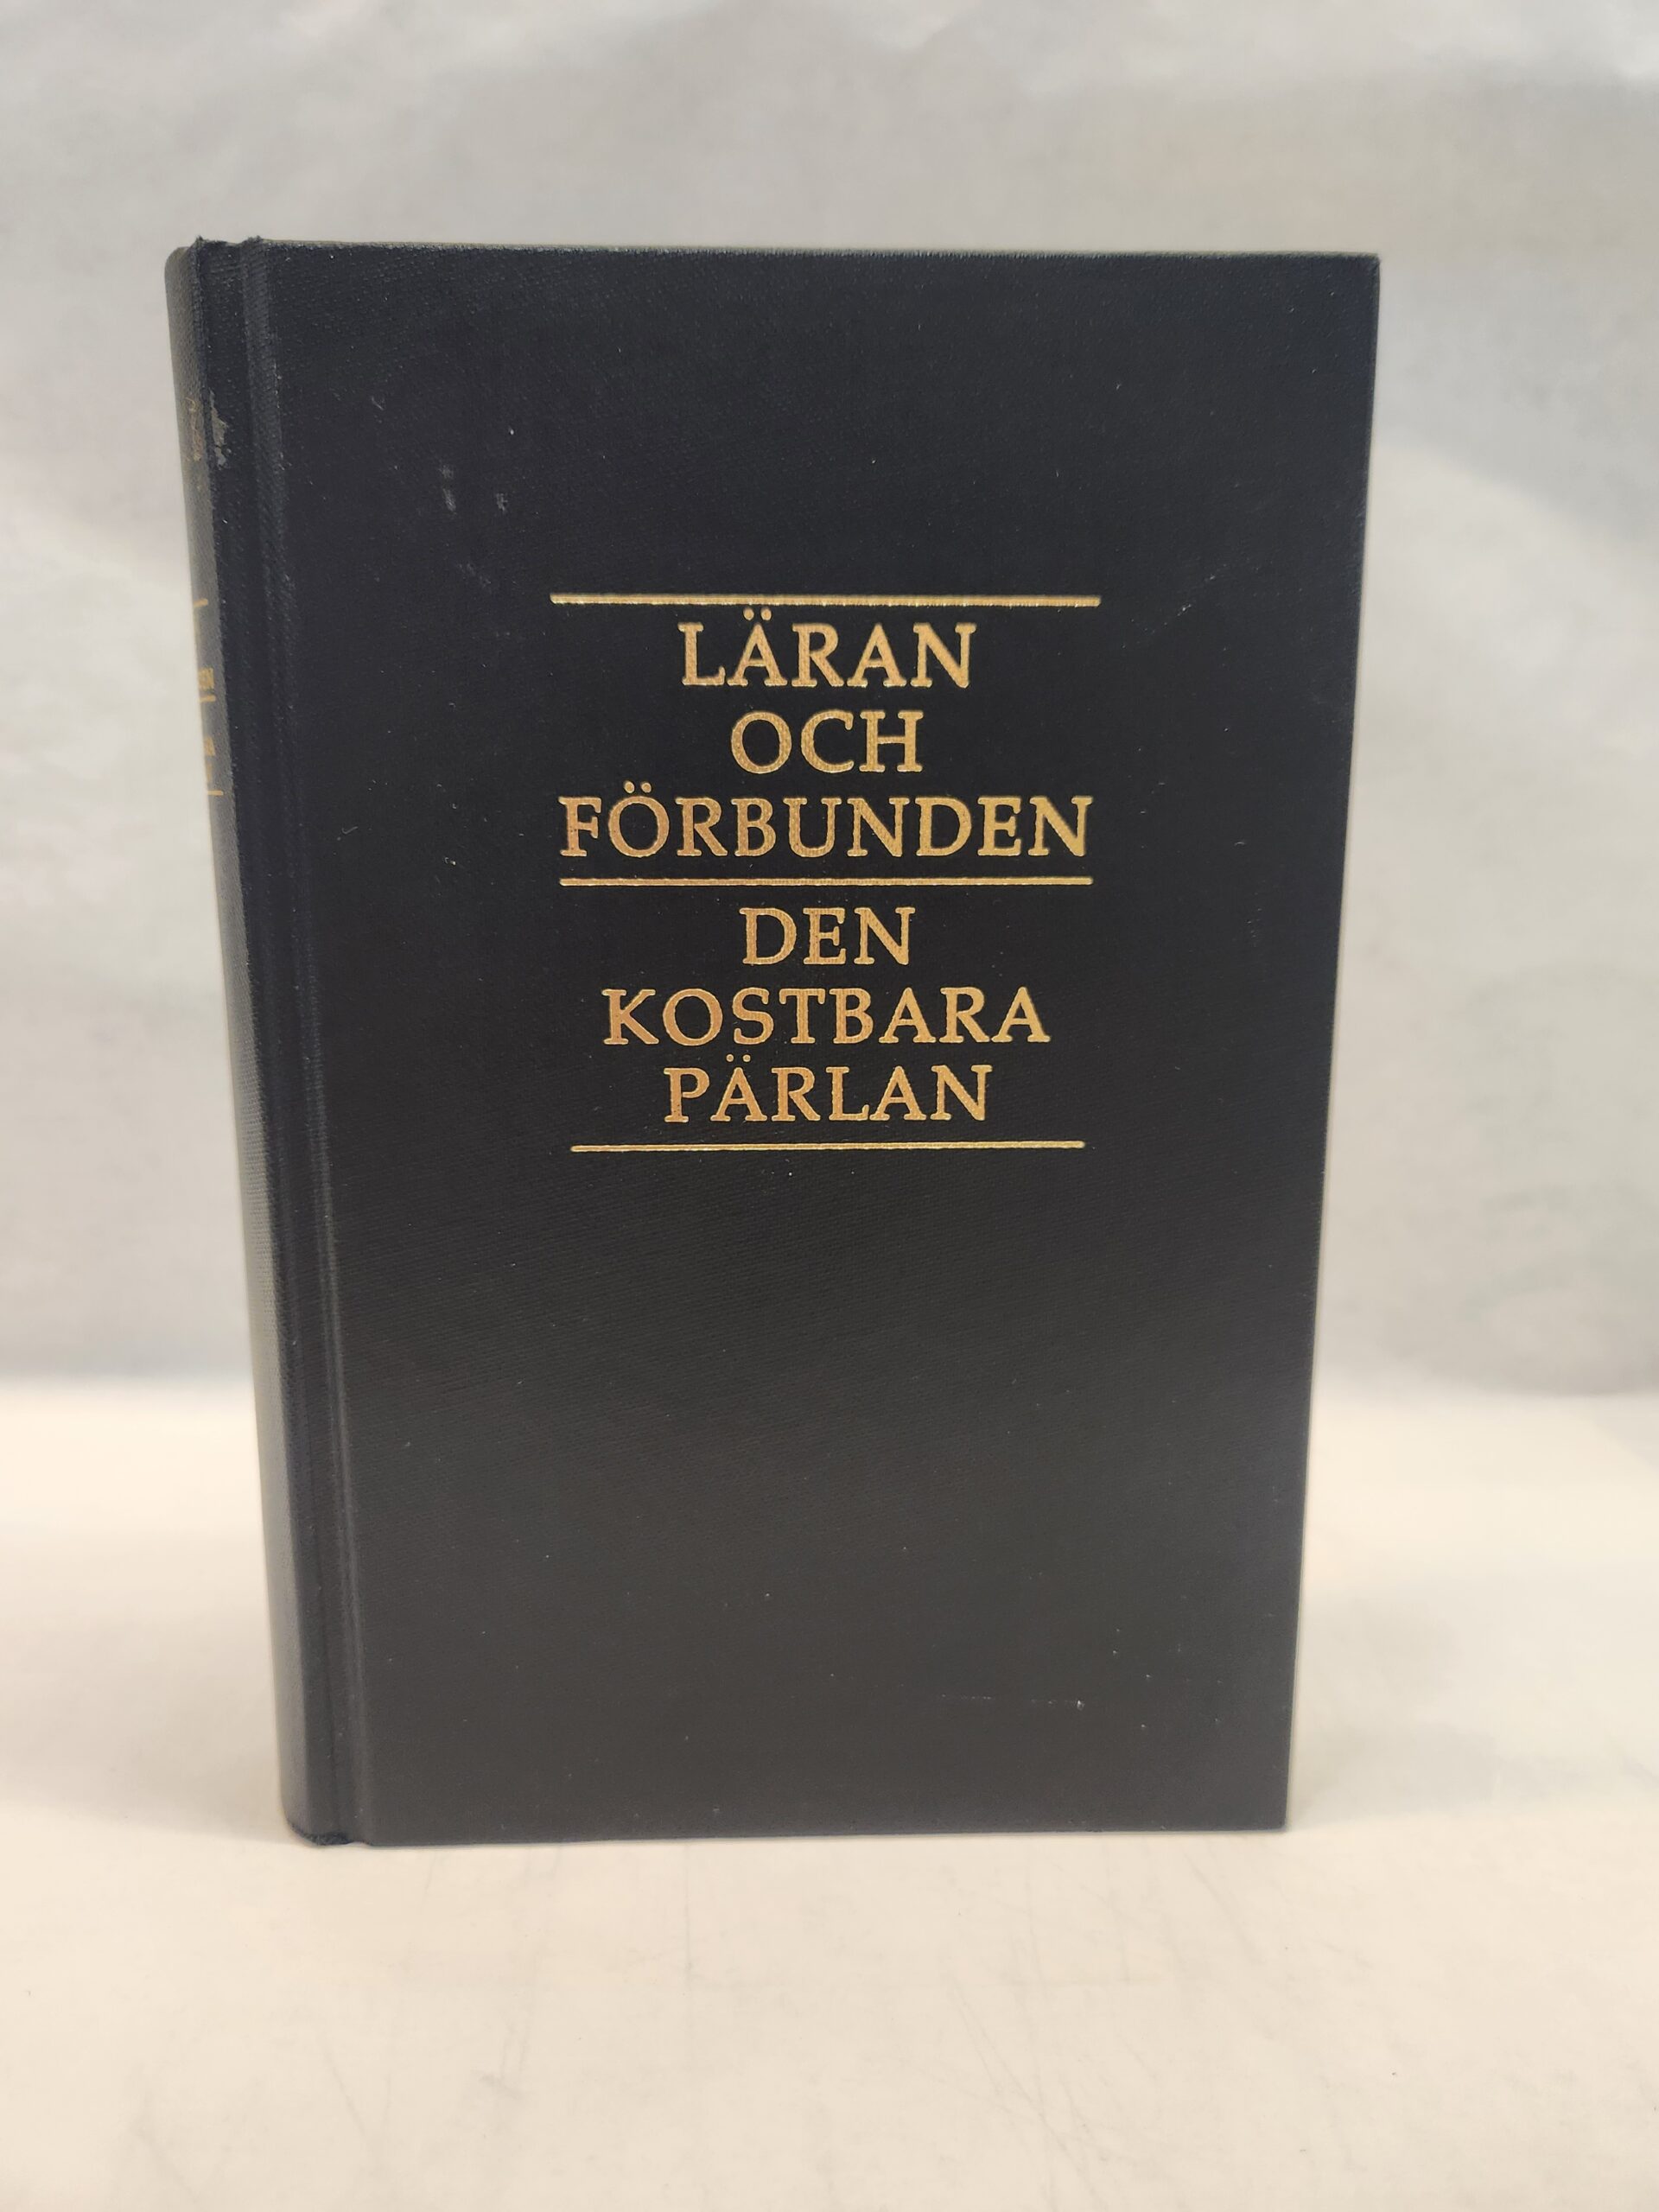 LÄRAN
OCH
FÖRBUNDEN
DEN
KOSTBARA
PÄRLAN